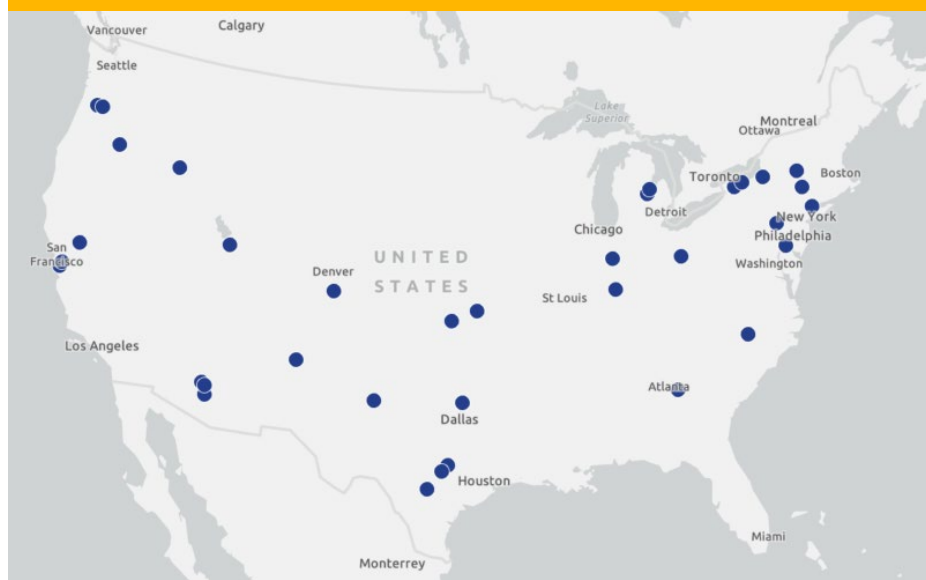 Vancouver
Calgary
Seattle
Lake
Superior
Montreal
Ottawa
Toronto
Boston
Detroit
New York
Chicago
Philadelphia
Washington
San
Francisco
UNITED
STATES
Denver
St Louis
Los Angeles
Atlanta
Dallas
Houston
Miami
Monterrey